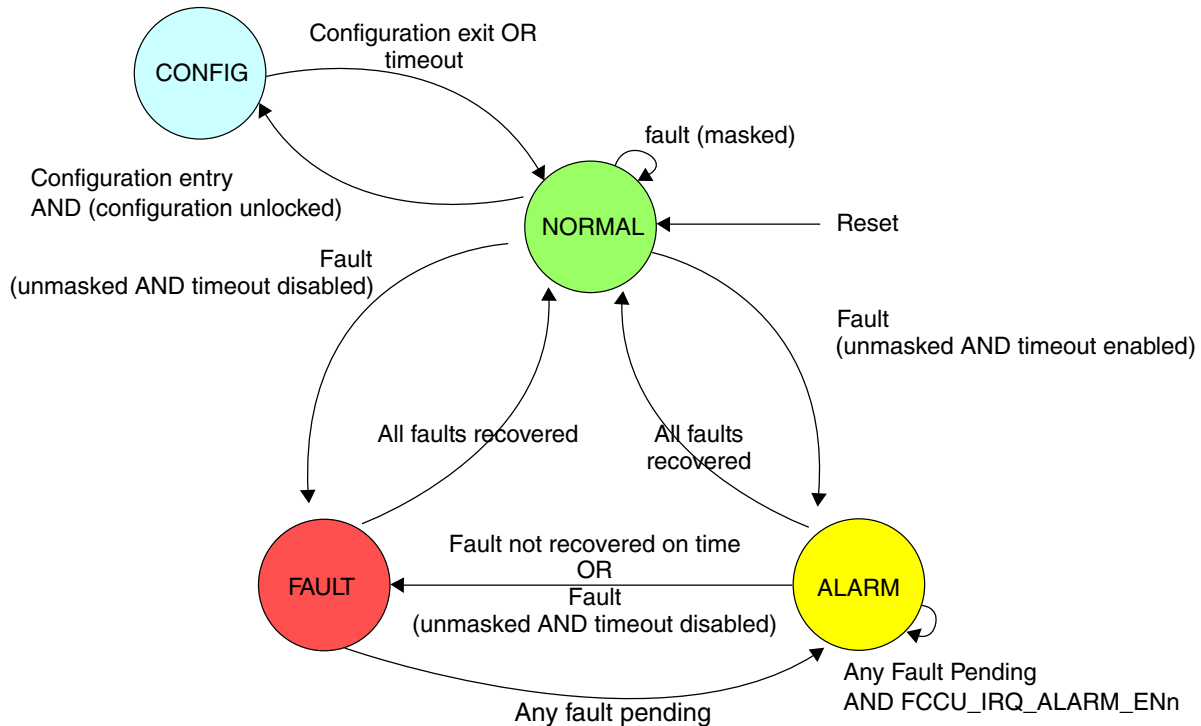 Configuration exit OR
timeout
CONFIG
fault (masked)
Configuration entry
AND (configuration unlocked)
NORMAL
Reset
Fault
(unmasked AND timeout disabled)
Fault
(unmasked AND timeout enabled)
All faults recovered
All faults
recovered
Fault not recovered on time
OR
Fault
(unmasked AND timeout disabled)
FAULT
ALARM
Any Fault Pending
AND FCCU_IRQ_ALARM_ENn
Any fault pending